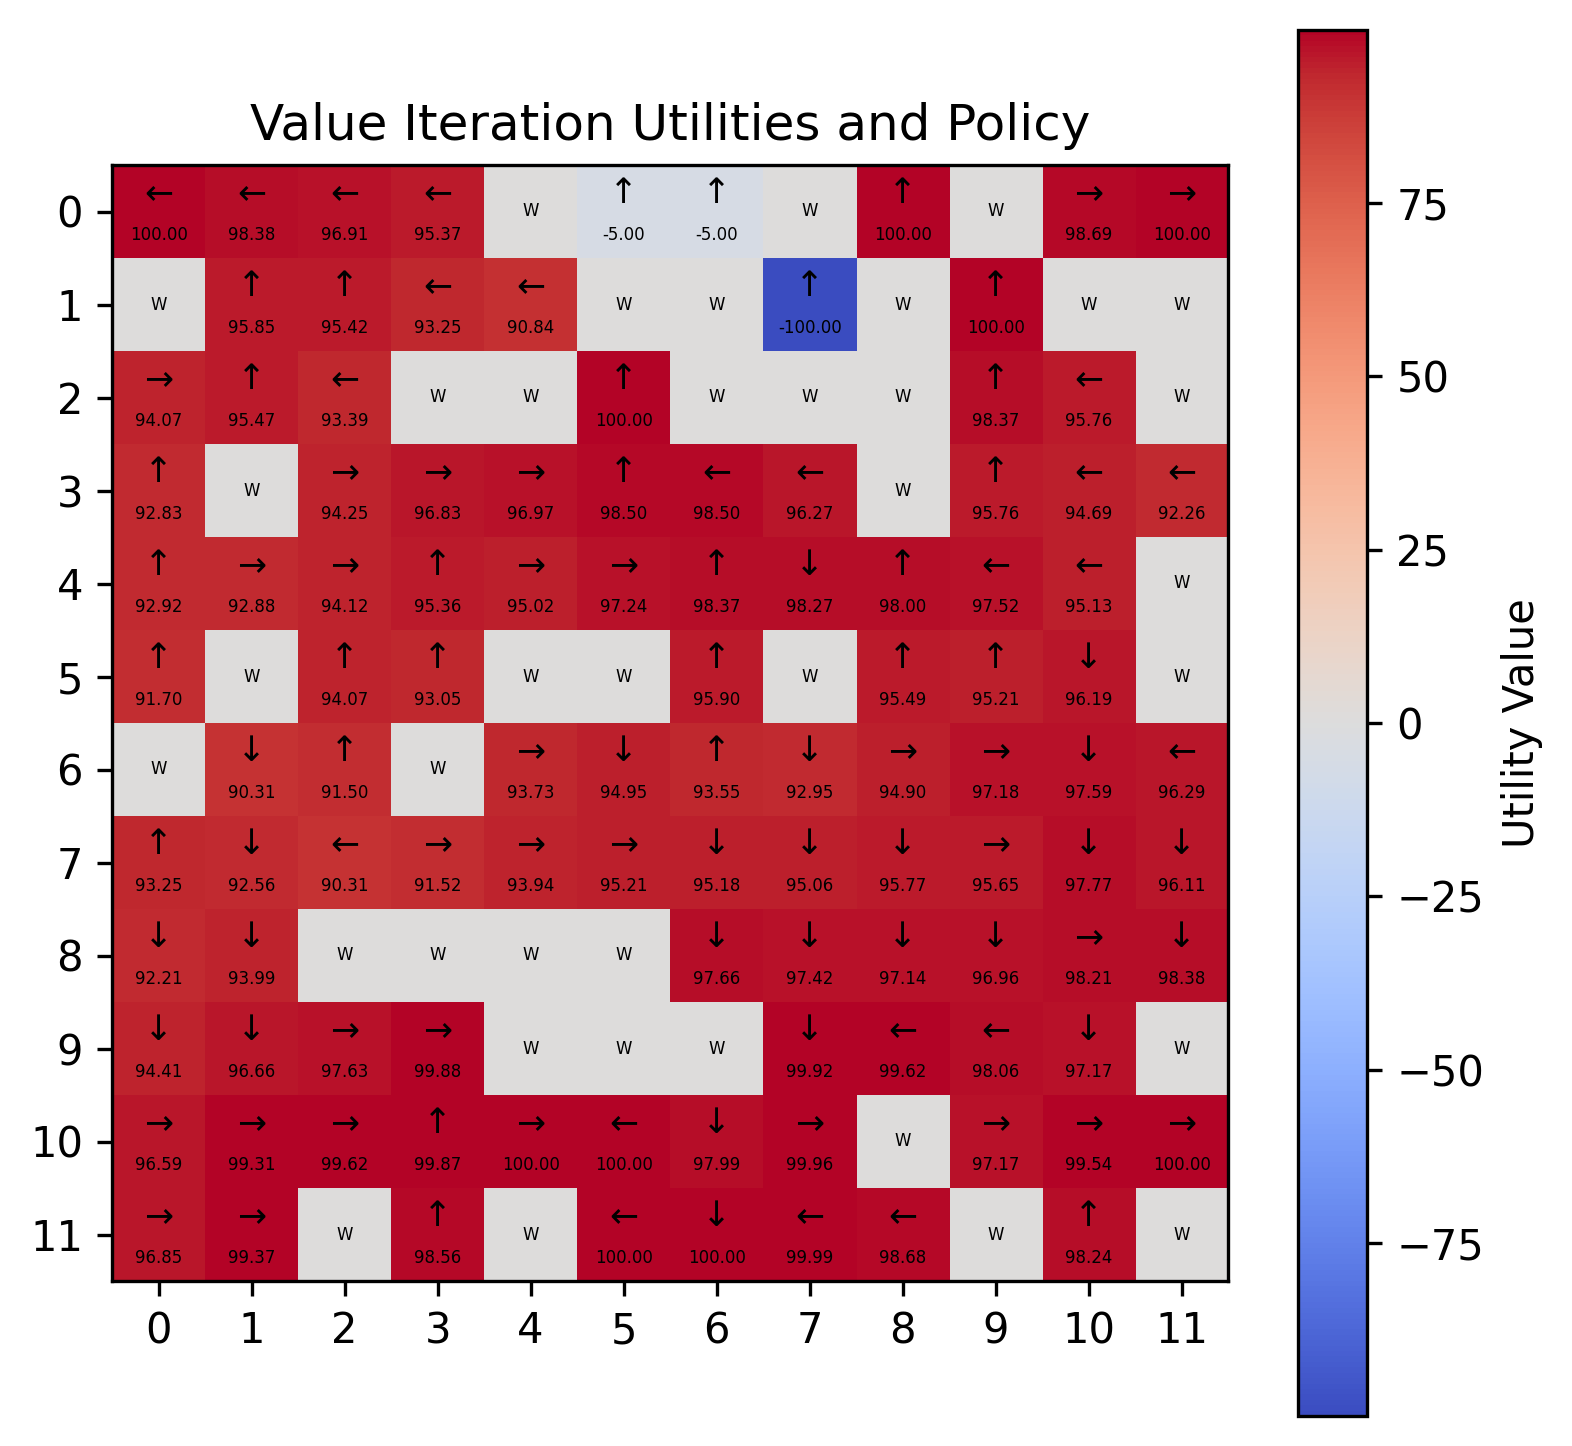 Value Iteration Utilities and Policy
0 ← ← ← ← W ↑ ↑ W ↑ W → →
100.00 98.38 96.91 95.37 -5.00 -5.00 100.00 98.69 100.00
1 W ↑ ↑ ← ← W W ↑ W ↑ W W
95.85 95.42 93.25 90.84 -100.00 100.00
2 → ↑ ← W W ↑ W W W ↑ ← W
94.07 95.47 93.39 100.00 98.37 95.76
3 ↑ W → → → ↑ ← ← W ↑ ← ←
92.83 94.25 96.83 96.97 98.50 98.50 96.27 95.76 94.69 92.26
4 ↑ → → ↑ → → ↑ ↓ ↑ ← ← W
92.92 92.88 94.12 95.36 95.02 97.24 98.37 98.27 98.00 97.52 95.13
5 ↑ W ↑ ↑ W W ↑ W ↑ ↑ ↓ W
91.70 94.07 93.05 95.90 95.49 95.21 96.19
6 W ↓ ↑ W → ↓ ↑ ↓ → → ↓ ←
90.31 91.50 93.73 94.95 93.55 92.95 94.90 97.18 97.59 96.29
7 ↑ ↓ ← → → → ↓ ↓ ↓ → ↓ ↓
93.25 92.56 90.31 91.52 93.94 95.21 95.18 95.06 95.77 95.65 97.77 96.11
8 ↓ ↓ W W W W ↓ ↓ ↓ ↓ → ↓
92.21 93.99 97.66 97.42 97.14 96.96 98.21 98.38
9 ↓ ↓ → → W W W ↓ ← ← ↓ W
94.41 96.66 97.63 99.88 99.92 99.62 98.06 97.17
10 → → → ↑ → ← ↓ → W → → →
96.59 99.31 99.62 99.87 100.00 100.00 97.99 99.96 97.17 99.54 100.00
11 → → W ↑ W ← ↓ ← ← W ↑ W
96.85 99.37 98.56 100.00 100.00 99.99 98.68 98.24
0 1 2 3 4 5 6 7 8 9 10 11
75
50
25
0
−25
−50
−75
Utility Value